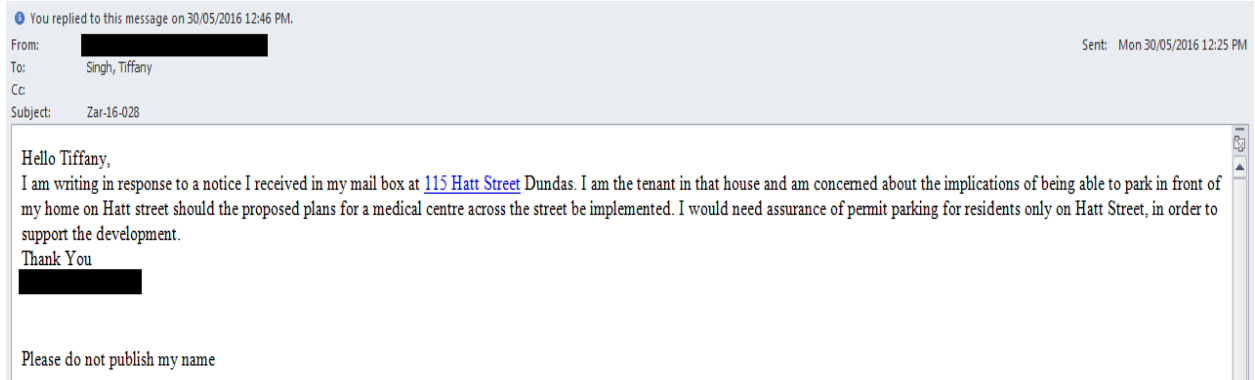 You replied to this message on 30/05/2016 12:46 PM.
From: Sent: Mon 30/05/2016 12:25 PM
To: Singh, Tiffany
Cc:
Subject: Zar-16-028
Hello Tiffany,
I am writing in response to a notice I received in my mail box at 115 Hatt Street Dundas. I am the tenant in that house and am concerned about the implications of being able to park in front of
my home on Hatt street should the proposed plans for a medical centre across the street be implemented. I would need assurance of permit parking for residents only on Hatt Street, in order to
support the development.
Thank You
Please do not publish my name